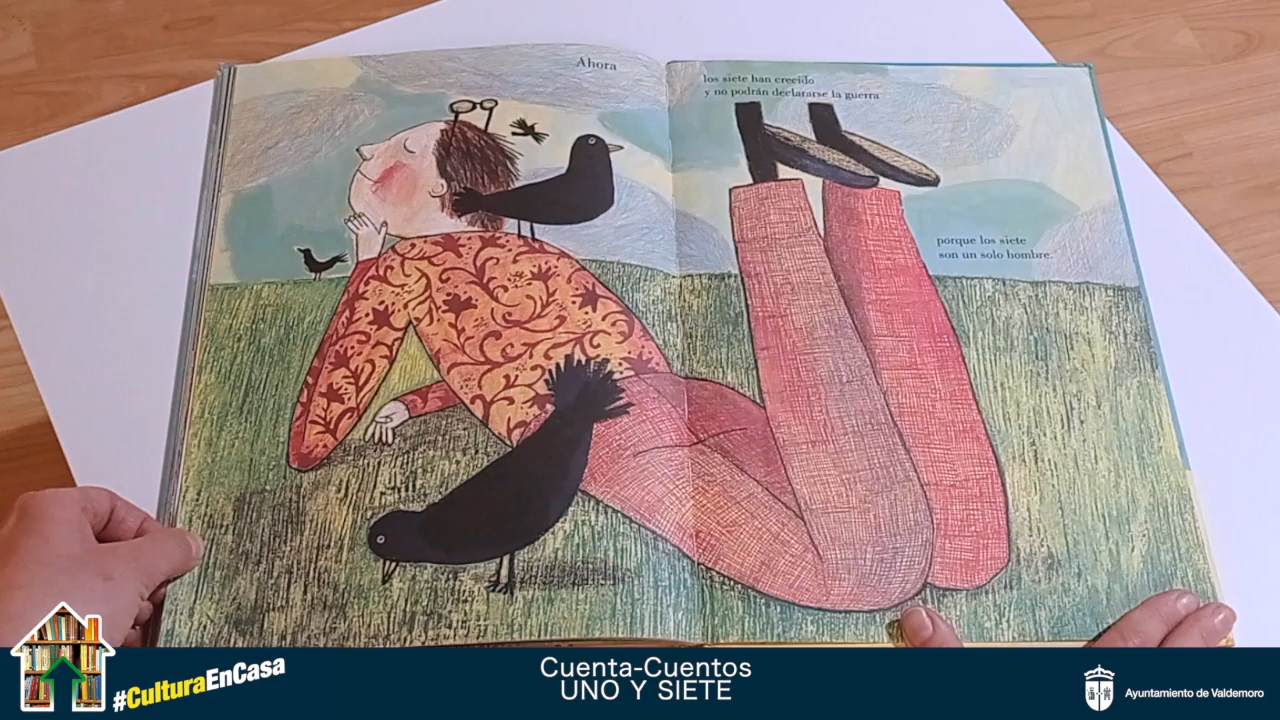 Ahora
los siete han crecido
y no podrán declararse la guerra
porque los siete
son un solo hombre.
#CulturaEnCasa
Cuenta-Cuentos
UNO Y SIETE
Ayuntamiento de Valdemoro